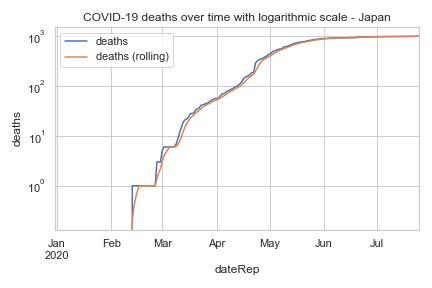 COVID-19 deaths over time with logarithmic scale - Japan
deaths
deaths (rolling)
10³
10²
10¹
10⁰
deaths
Jan
2020
Feb
Mar
Apr
May
Jun
Jul
dateRep